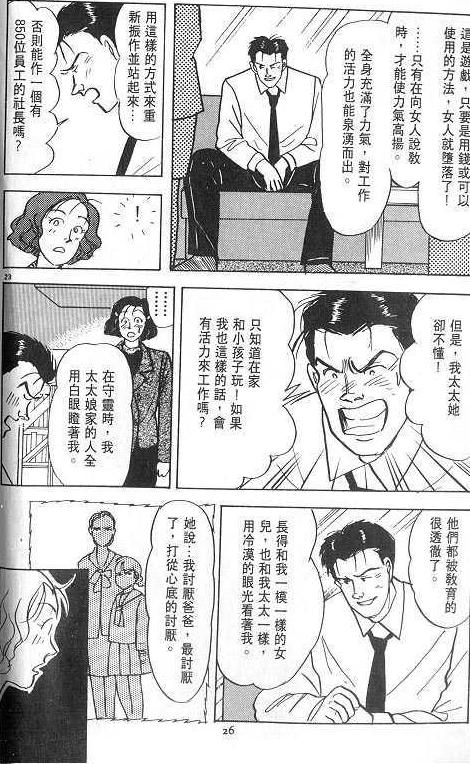 這是遊戲，只要是用錢或可以
使用的方法，女人就墮落了！
……只有在向女人說教
時，才能使力氣高揚。
全身充滿了力氣，對工作
的活力也能泉湧而出。
用這樣的方式來重
新振作並站起來…
否則能作一個有
850位員工的社長嗎？
…！
23
但是，我太太她
卻不懂！
只知道在家
和小孩子玩！如果
我也這樣的話，會
有活力來工作嗎？
………
在守靈時，我
太太娘家的人全
用白眼瞪著我。
他們都被教育的
很透徹了。
長得和我一模一樣的女
兒，也和我太太一樣，
用冷漠的眼光看著我。
她說…我討厭爸爸，最討厭
了，打從心底的討厭。
26